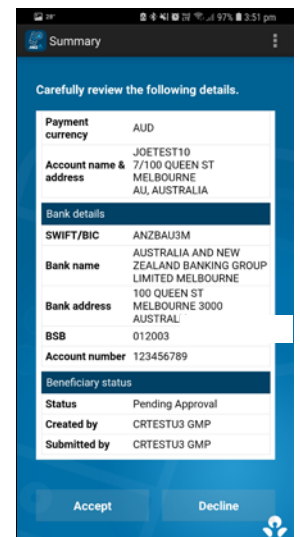 28° 97% 3:51 pm
Summary
Carefully review the following details.
Payment currency AUD
Account name & address JOETEST10
7/100 QUEEN ST
MELBOURNE
AU, AUSTRALIA
Bank details
SWIFT/BIC ANZBAU3M
Bank name AUSTRALIA AND NEW
ZEALAND BANKING GROUP
LIMITED MELBOURNE
Bank address 100 QUEEN ST
MELBOURNE 3000
AUSTRAL
BSB 012003
Account number 123456789
Beneficiary status
Status Pending Approval
Created by CRTESTU3 GMP
Submitted by CRTESTU3 GMP
Accept Decline